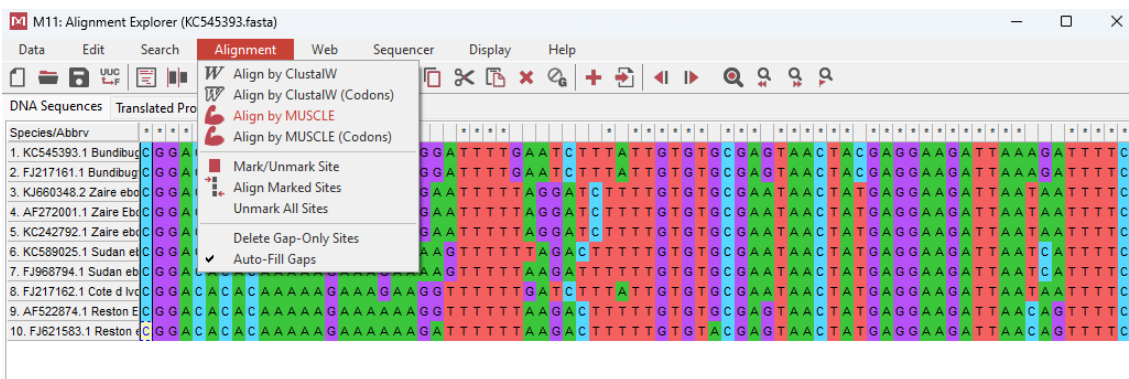 M11: Alignment Explorer (KC545393.fasta)
Data Edit Search Alignment Web Sequencer Display Help
Align by ClustalW
Align by ClustalW (Codons)
Align by MUSCLE
Align by MUSCLE (Codons)
Mark/Unmark Site
Align Marked Sites
Unmark All Sites
Delete Gap-Only Sites
Auto-Fill Gaps
DNA Sequences Translated Pro
Species/Abbrv
1. KC545393.1 Bundibug C G G A G G A T T T T G A A T C T T T A T T G T G T G C G A G T A A C T A C G A G G A A G A T T A A A G A T T T T C
2. FJ217161.1 Bundibug C G G A G G A T T T T G A A T C T T T A T T G T G T G C G A G T A A C T A C G A G G A A G A T T A A A G A T T T T C
3. KJ660348.2 Zaire ebo C G G A G A A T T T T T A G G A T C T T T T G T G T G C G A A T A A C T A T G A G G A A G A T T A A T A A T T T T C
4. AF272001.1 Zaire Ebo C G G A G A A T T T T T A G G A T C T T T T G T G T G C G A A T A A C T A T G A G G A A G A T T A A T A A T T T T C
5. KC242792.1 Zaire ebo C G G A G A A T T T T T A G G A T C T T T T G T G T G C G A A T A A C T A T G A G G A A G A T T A A T A A T T T T C
6. KC589025.1 Sudan eb C G G A A A G T T T T T T A G A C T T T T T G T G T G C G A A T A A C T A T G A G G A A G A T T A A T C A T T T T C
7. FJ968794.1 Sudan eb C G G A C A C A C A A A A A G A A A A A A G T T T T T A A G A T T T T T T G T G T G C G A A T A A C T A T G A G G A A G A T T A A T C A T T T T C
8. FJ217162.1 Cote d Ivo C G G A C A C A C A A A A A G A A A G A A G G T T T T T T G A T C T T T A T T G T G T G C G A G T A A C T A T G A G G A A G A T T A A T A A T T T T C
9. AF522874.1 Reston E C G G A C A C A C A A A A A G A A A A A A G G T T T T T T A A G A C T T T T T G T G T G C G A G T A A C T A T G A G G A A G A T T A A C A G T T T T C
10. FJ621583.1 Reston e C G G A C A C A C A A A A A G A A A A A A G A T T T T T T A A G A C T T T T T G T G T A C G A G T A A C T A T G A G G A A G A T T A A C A G T T T T C